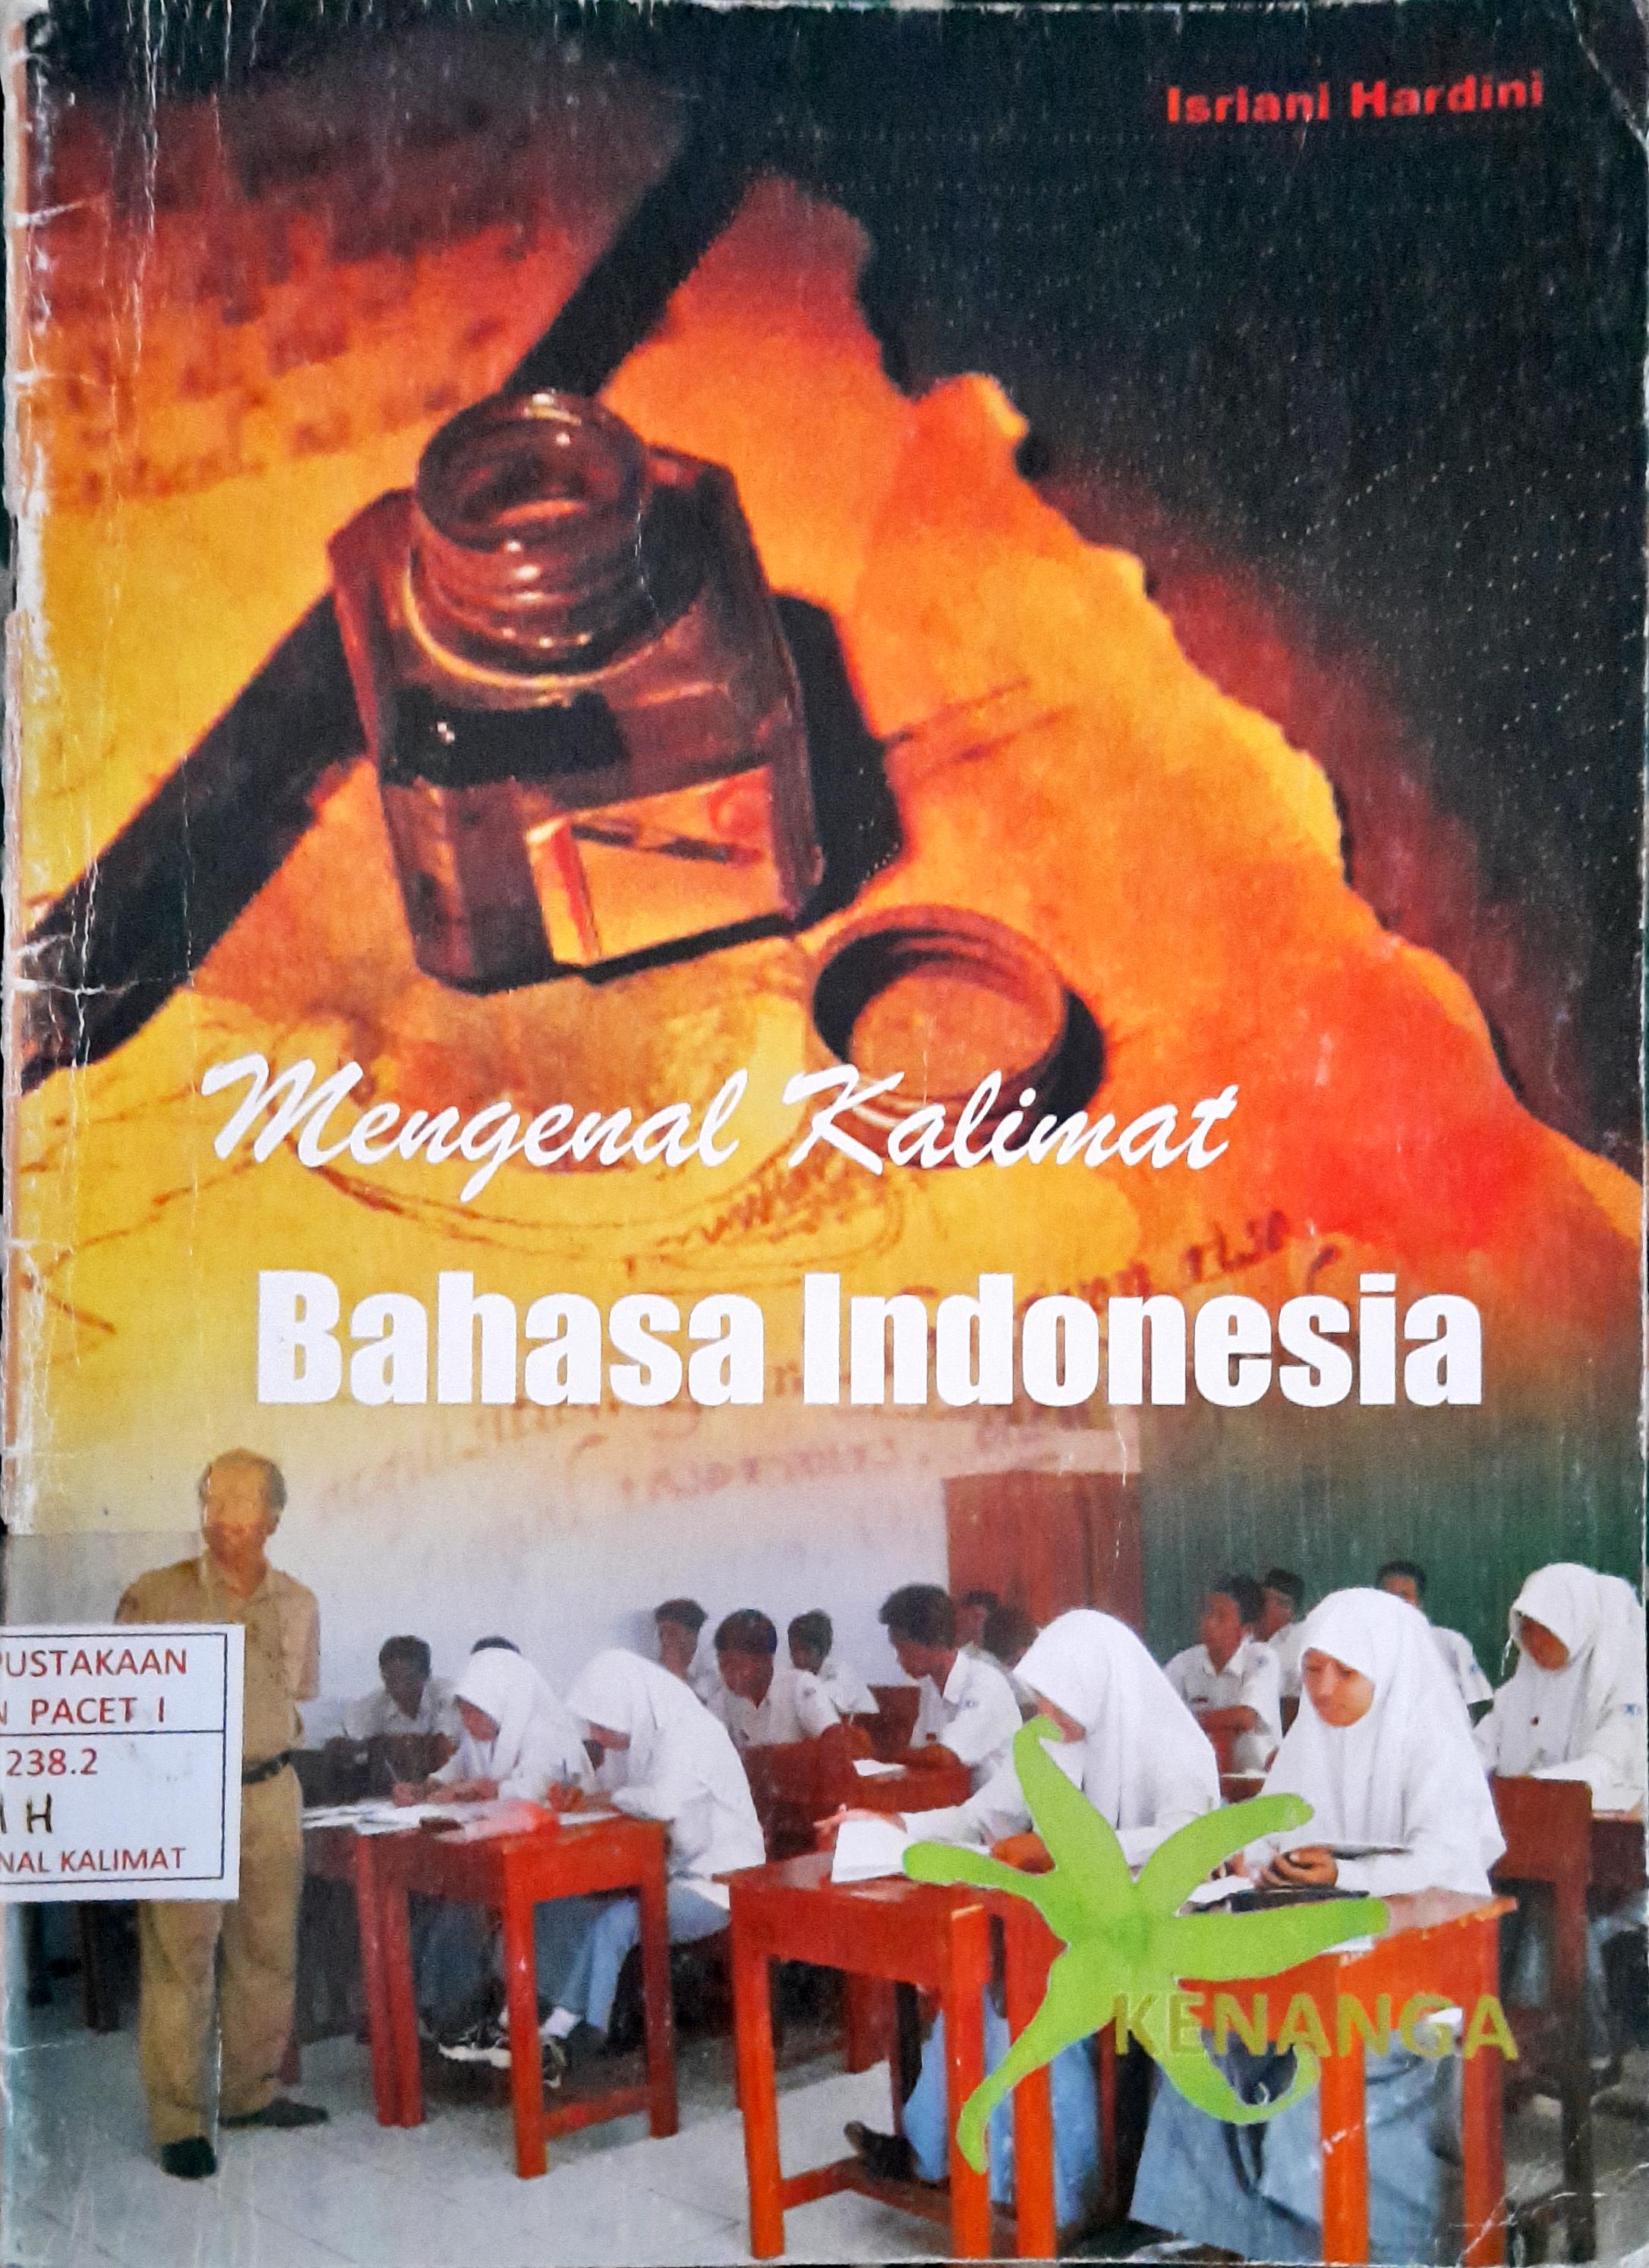 Isriani Hardini
Mengenal Kalimat
Bahasa Indonesia
PUSTAKAAN
N PACET I
238.2
I H
NAL KALIMAT
KENANGA